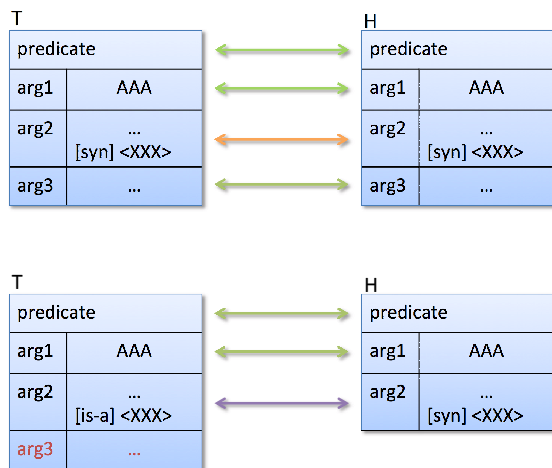 T
H
predicate
predicate
arg1 AAA
arg1 AAA
arg2 ...
[syn] <XXX>
arg2 ...
[syn] <XXX>
arg3 ...
arg3 ...
T
H
predicate
predicate
arg1 AAA
arg1 AAA
arg2 ...
[is-a] <XXX>
arg2 ...
[syn] <XXX>
arg3 ...